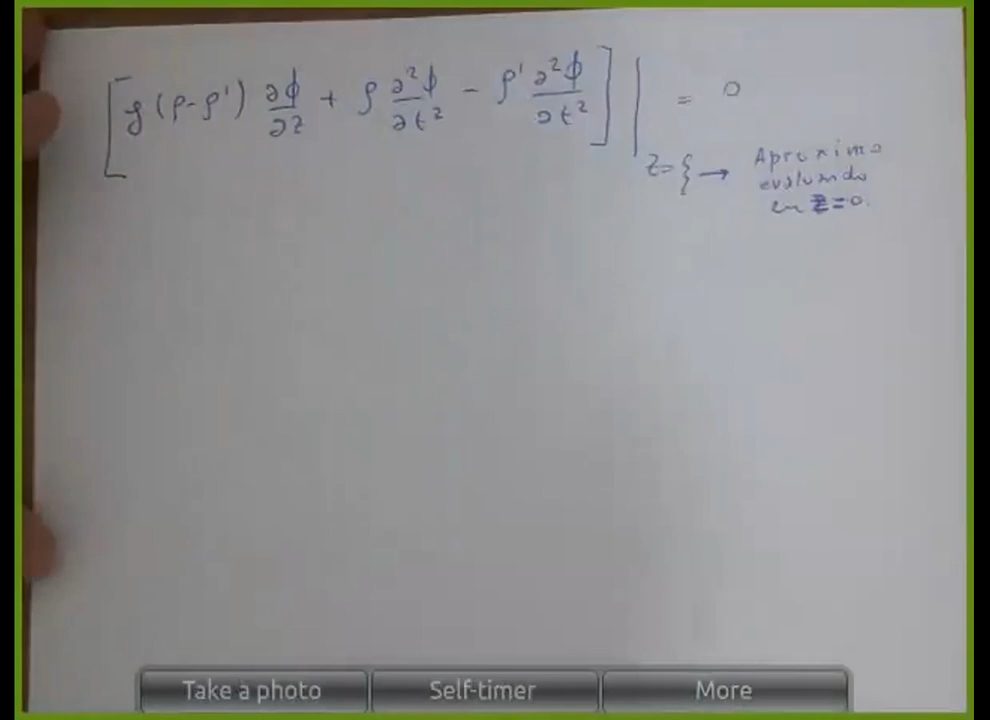 [g(ρ-ρ') ∂ϕ/∂z + ρ ∂²ϕ/∂t² - ρ' ∂²ϕ/∂t²]| = 0
z=ξ → Aproximo
evaluando
en z=0.
Take a photo
Self-timer
More